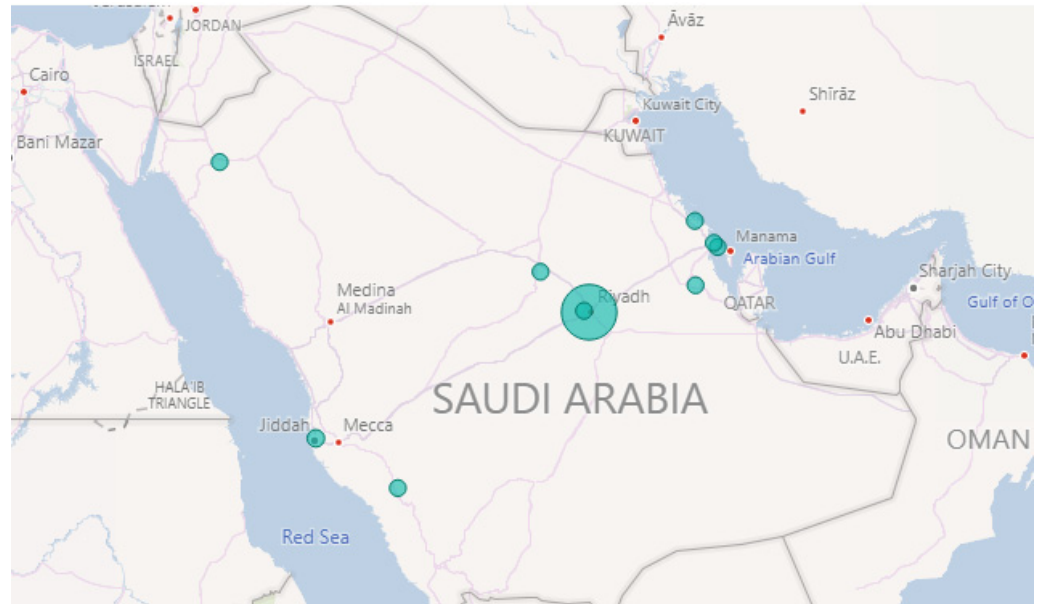 JORDAN
Āvāz
ISRAEL
Cairo
Shīrāz
Kuwait City
KUWAIT
Bani Mazar
Manama
Arabian Gulf
Sharjah City
Medina
Al Madinah
Riyadh
QATAR
Gulf of O
Abu Dhabi
U.A.E.
HALA'IB
TRIANGLE
SAUDI ARABIA
Jiddah
Mecca
OMAN
Red Sea